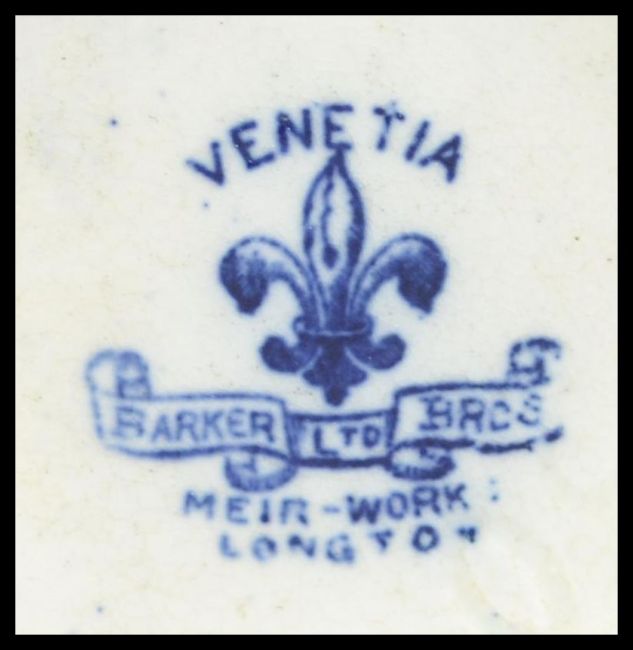 VENETIA
BARKER LTD BROS
MEIR-WORK:
LONGTON